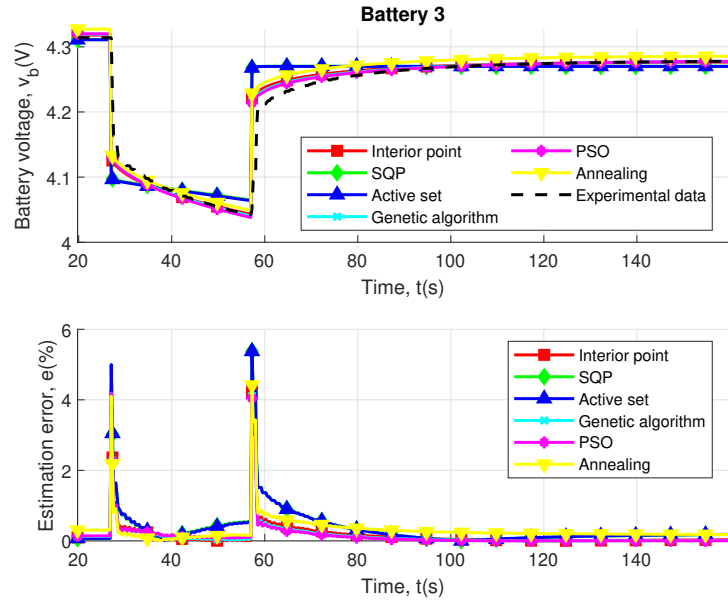 Battery 3
Battery voltage, v_b(V)
4.3
4.2
4.1
4
Interior point
SQP
Active set
Genetic algorithm
PSO
Annealing
Experimental data
20 40 60 80 100 120 140
Time, t(s)
Estimation error, e(%)
6
4
2
0
Interior point
SQP
Active set
Genetic algorithm
PSO
Annealing
20 40 60 80 100 120 140
Time, t(s)